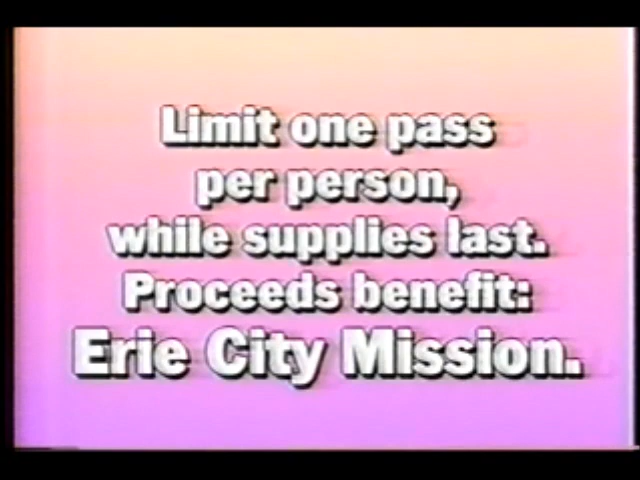 Limit one pass
per person,
while supplies last.
Proceeds benefit:
Erie City Mission.